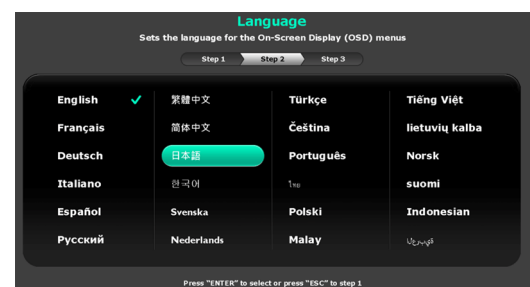 Language
Sets the language for the On-Screen Display (OSD) menus
Step 1 Step 2 Step 3
English 繁體中文 Türkçe Tiếng Việt
Français 简体中文 Čeština lietuvių kalba
Deutsch 日本語 Português Norsk
Italiano 한국어 ไทย suomi
Español Svenska Polski Indonesian
Русский Nederlands Malay
Press "ENTER" to select or press "ESC" to step 1